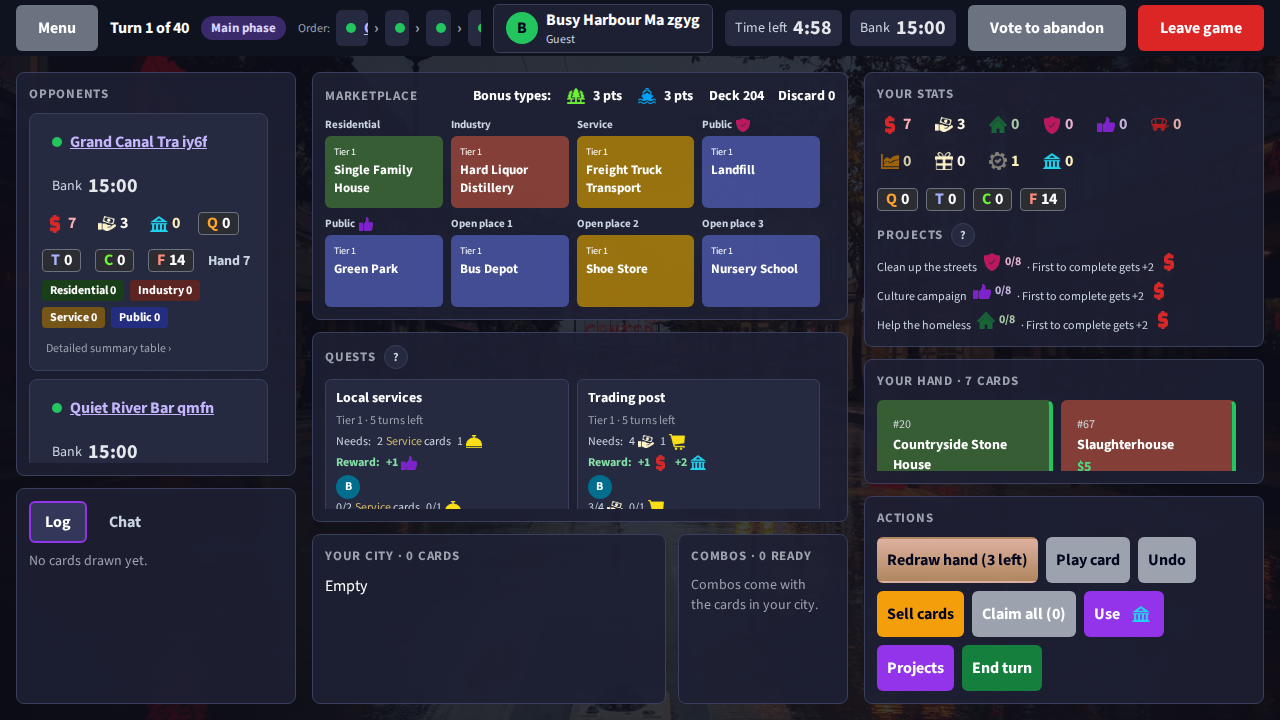 Menu
Turn 1 of 40
Main phase
Order:
› › ›
B
Busy Harbour Ma zgyg
Guest
Time left 4:58
Bank 15:00
Vote to abandon
Leave game
OPPONENTS
Grand Canal Tra iy6f
Bank 15:00
7 3 0 Q 0
T 0 C 0 F 14 Hand 7
Residential 0 Industry 0
Service 0 Public 0
Detailed summary table ›
Quiet River Bar qmfn
Bank 15:00
Log Chat
No cards drawn yet.
MARKETPLACE
Bonus types: 3 pts 3 pts Deck 204 Discard 0
Residential
Tier 1
Single Family
House
Industry
Tier 1
Hard Liquor
Distillery
Service
Tier 1
Freight Truck
Transport
Public
Tier 1
Landfill
Public
Tier 1
Green Park
Open place 1
Tier 1
Bus Depot
Open place 2
Tier 1
Shoe Store
Open place 3
Tier 1
Nursery School
QUESTS ?
Local services
Tier 1 · 5 turns left
Needs: 2 Service cards 1
Reward: +1
B
0/2 Service cards 0/1
Trading post
Tier 1 · 5 turns left
Needs: 4 1
Reward: +1 +2
B
3/4 0/1
YOUR CITY · 0 CARDS
Empty
COMBOS · 0 READY
Combos come with
the cards in your city.
YOUR STATS
7 3 0 0 0 0
0 0 1 0
Q 0 T 0 C 0 F 14
PROJECTS ?
Clean up the streets 0/8 · First to complete gets +2
Culture campaign 0/8 · First to complete gets +2
Help the homeless 0/8 · First to complete gets +2
YOUR HAND · 7 CARDS
#20
Countryside Stone
House
#67
Slaughterhouse
$5
ACTIONS
Redraw hand (3 left) Play card Undo
Sell cards Claim all (0) Use
Projects End turn